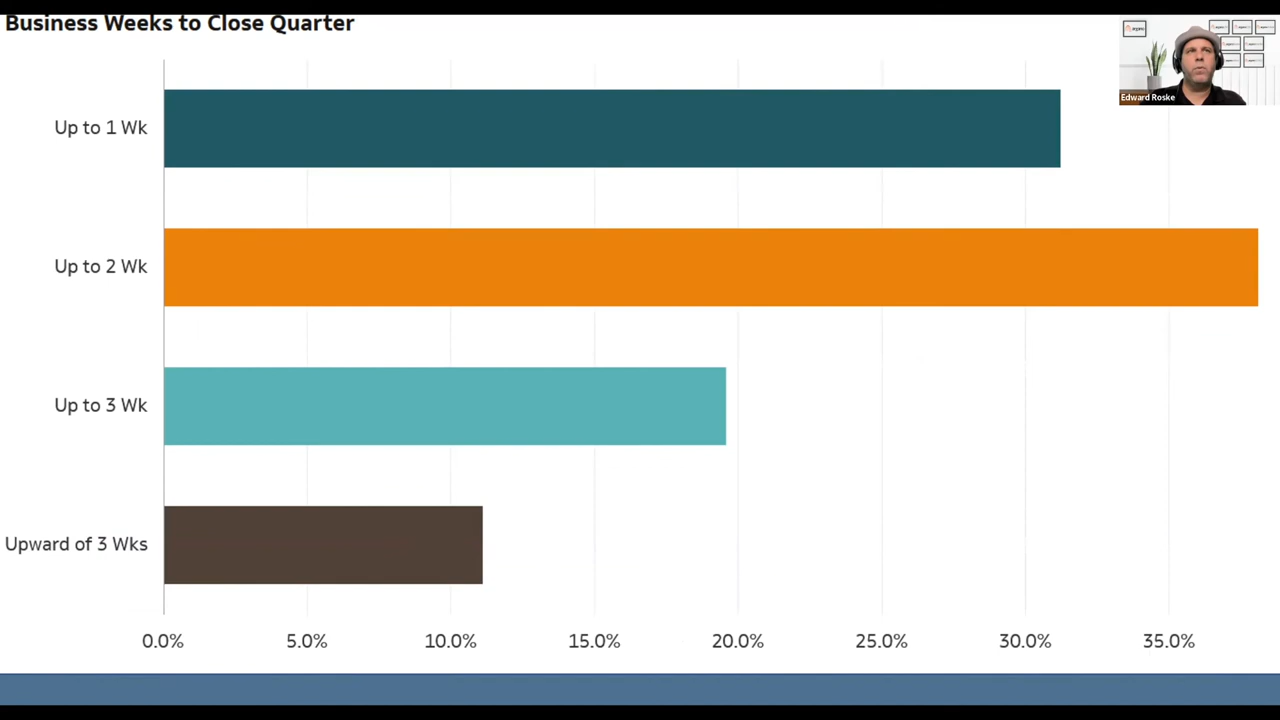 Business Weeks to Close Quarter
Edward Roske
Up to 1 Wk
Up to 2 Wk
Up to 3 Wk
Upward of 3 Wks
0.0% 5.0% 10.0% 15.0% 20.0% 25.0% 30.0% 35.0%